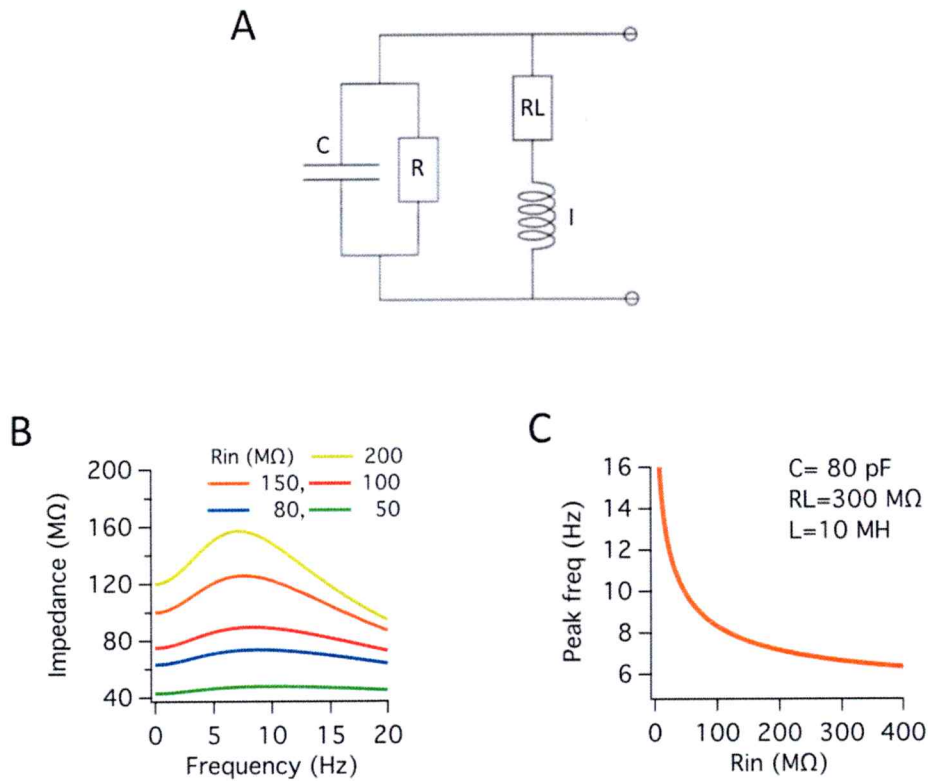 A
C
R
RL
I
B
Rin (MΩ) 200
150, 100
80, 50
200
160
120
80
40
Impedance (MΩ)
0 5 10 15 20
Frequency (Hz)
C
C= 80 pF
RL=300 MΩ
L=10 MH
16
14
12
10
8
6
Peak freq (Hz)
0 100 200 300 400
Rin (MΩ)